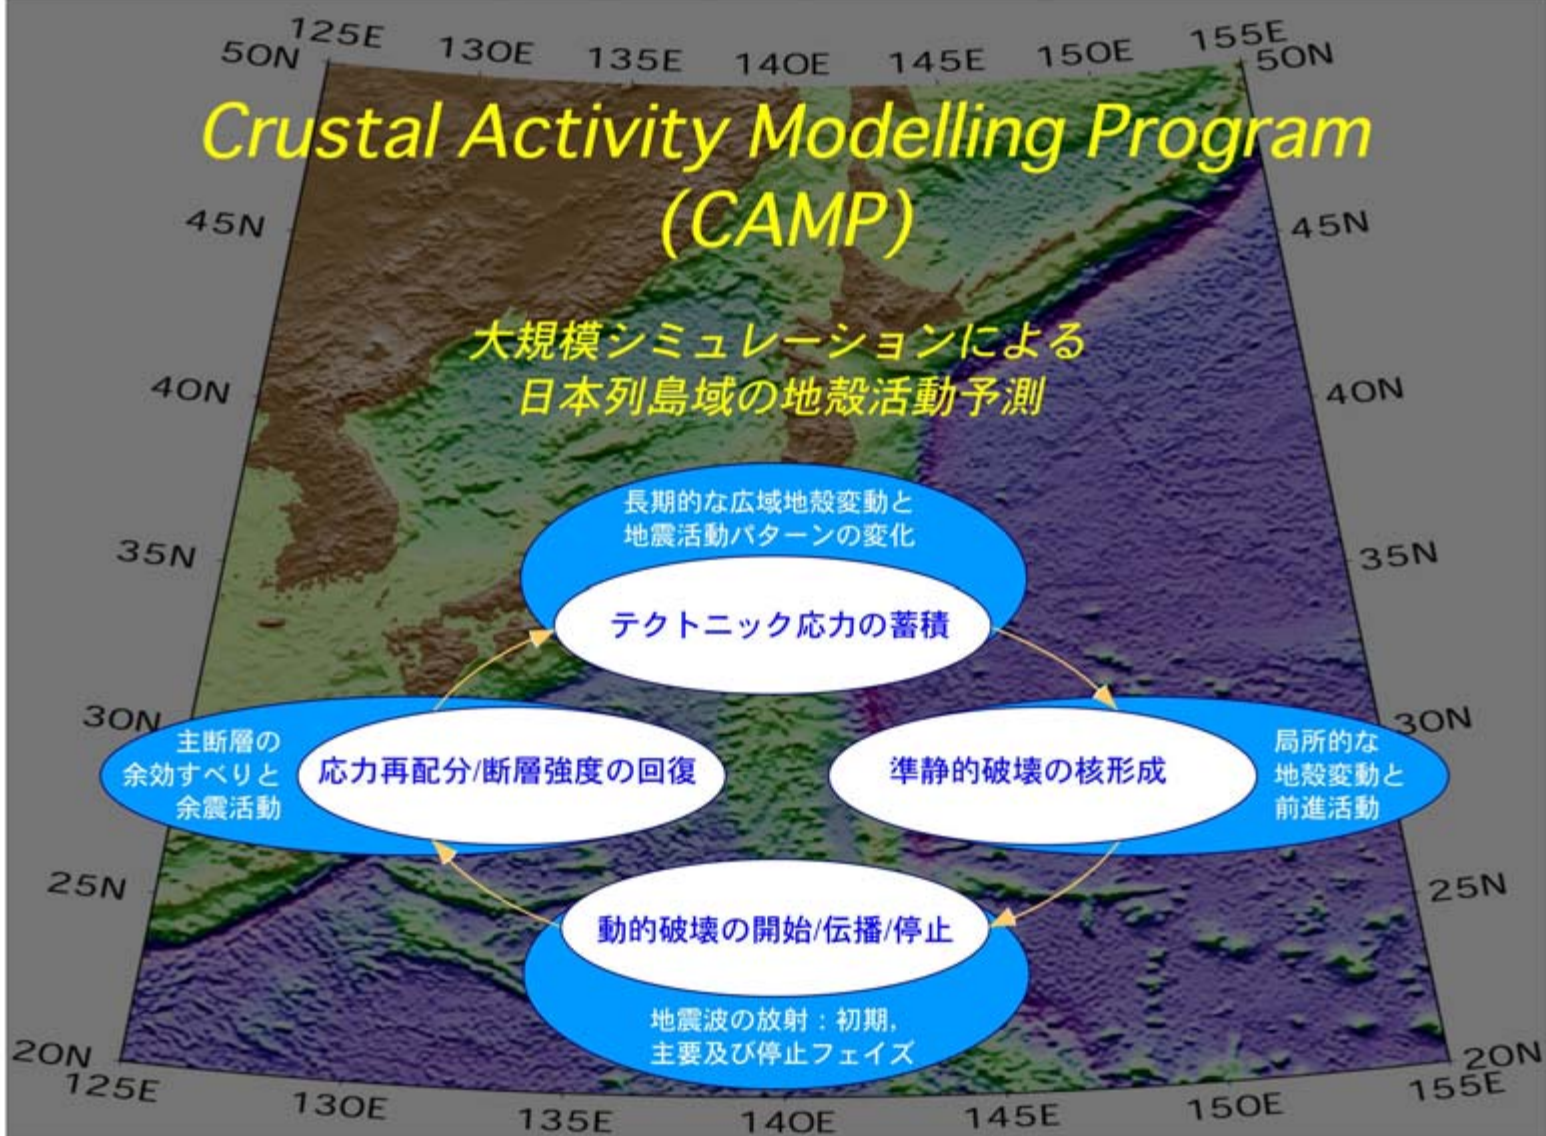 125E 130E 135E 140E 145E 150E 155E
50N 50N
Crustal Activity Modelling Program
(CAMP)
45N 45N
大規模シミュレーションによる
日本列島域の地殻活動予測
40N 40N
長期的な広域地殻変動と
地震活動パターンの変化
35N 35N
テクトニック応力の蓄積
30N 30N
主断層の
余効すべりと
余震活動
応力再配分/断層強度の回復
準静的破壊の核形成
局所的な
地殻変動と
前進活動
25N 25N
動的破壊の開始/伝播/停止
地震波の放射：初期,
主要及び停止フェイズ
20N 20N
125E 130E 135E 140E 145E 150E 155E